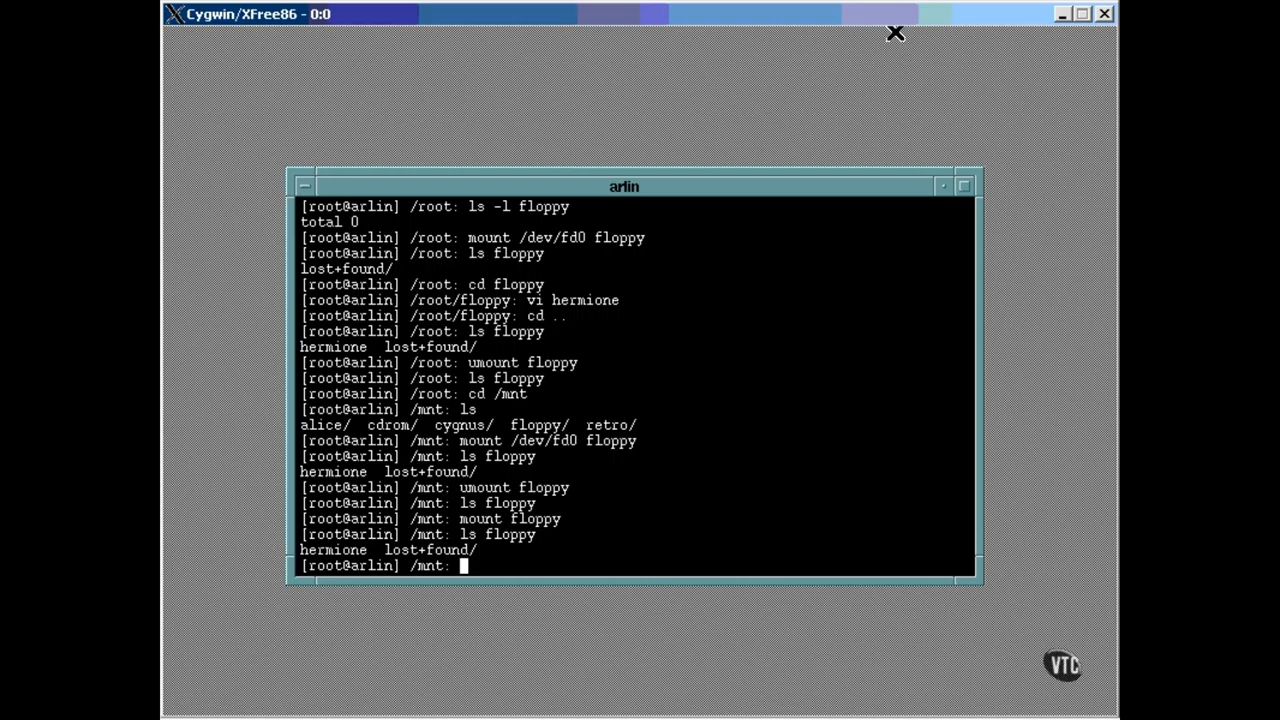 Cygwin/XFree86 - 0:0
arlin
[root@arlin] /root: ls -l floppy
total 0
[root@arlin] /root: mount /dev/fd0 floppy
[root@arlin] /root: ls floppy
lost+found/
[root@arlin] /root: cd floppy
[root@arlin] /root/floppy: vi hermione
[root@arlin] /root/floppy: cd ..
[root@arlin] /root: ls floppy
hermione  lost+found/
[root@arlin] /root: umount floppy
[root@arlin] /root: ls floppy
[root@arlin] /root: cd /mnt
[root@arlin] /mnt: ls
alice/  cdrom/  cygnus/  floppy/  retro/
[root@arlin] /mnt: mount /dev/fd0 floppy
[root@arlin] /mnt: ls floppy
hermione  lost+found/
[root@arlin] /mnt: umount floppy
[root@arlin] /mnt: ls floppy
[root@arlin] /mnt: mount floppy
[root@arlin] /mnt: ls floppy
hermione  lost+found/
[root@arlin] /mnt:
VTC